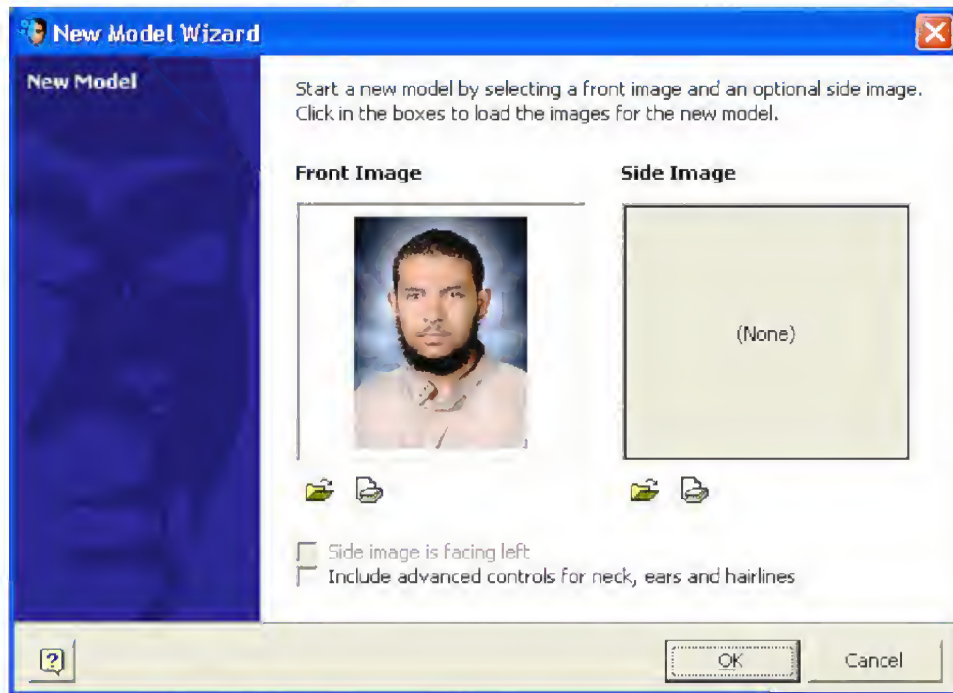 New Model Wizard
New Model
Start a new model by selecting a front image and an optional side image.
Click in the boxes to load the images for the new model.
Front Image
Side Image
(None)
Side image is facing left
Include advanced controls for neck, ears and hairlines
?
OK
Cancel